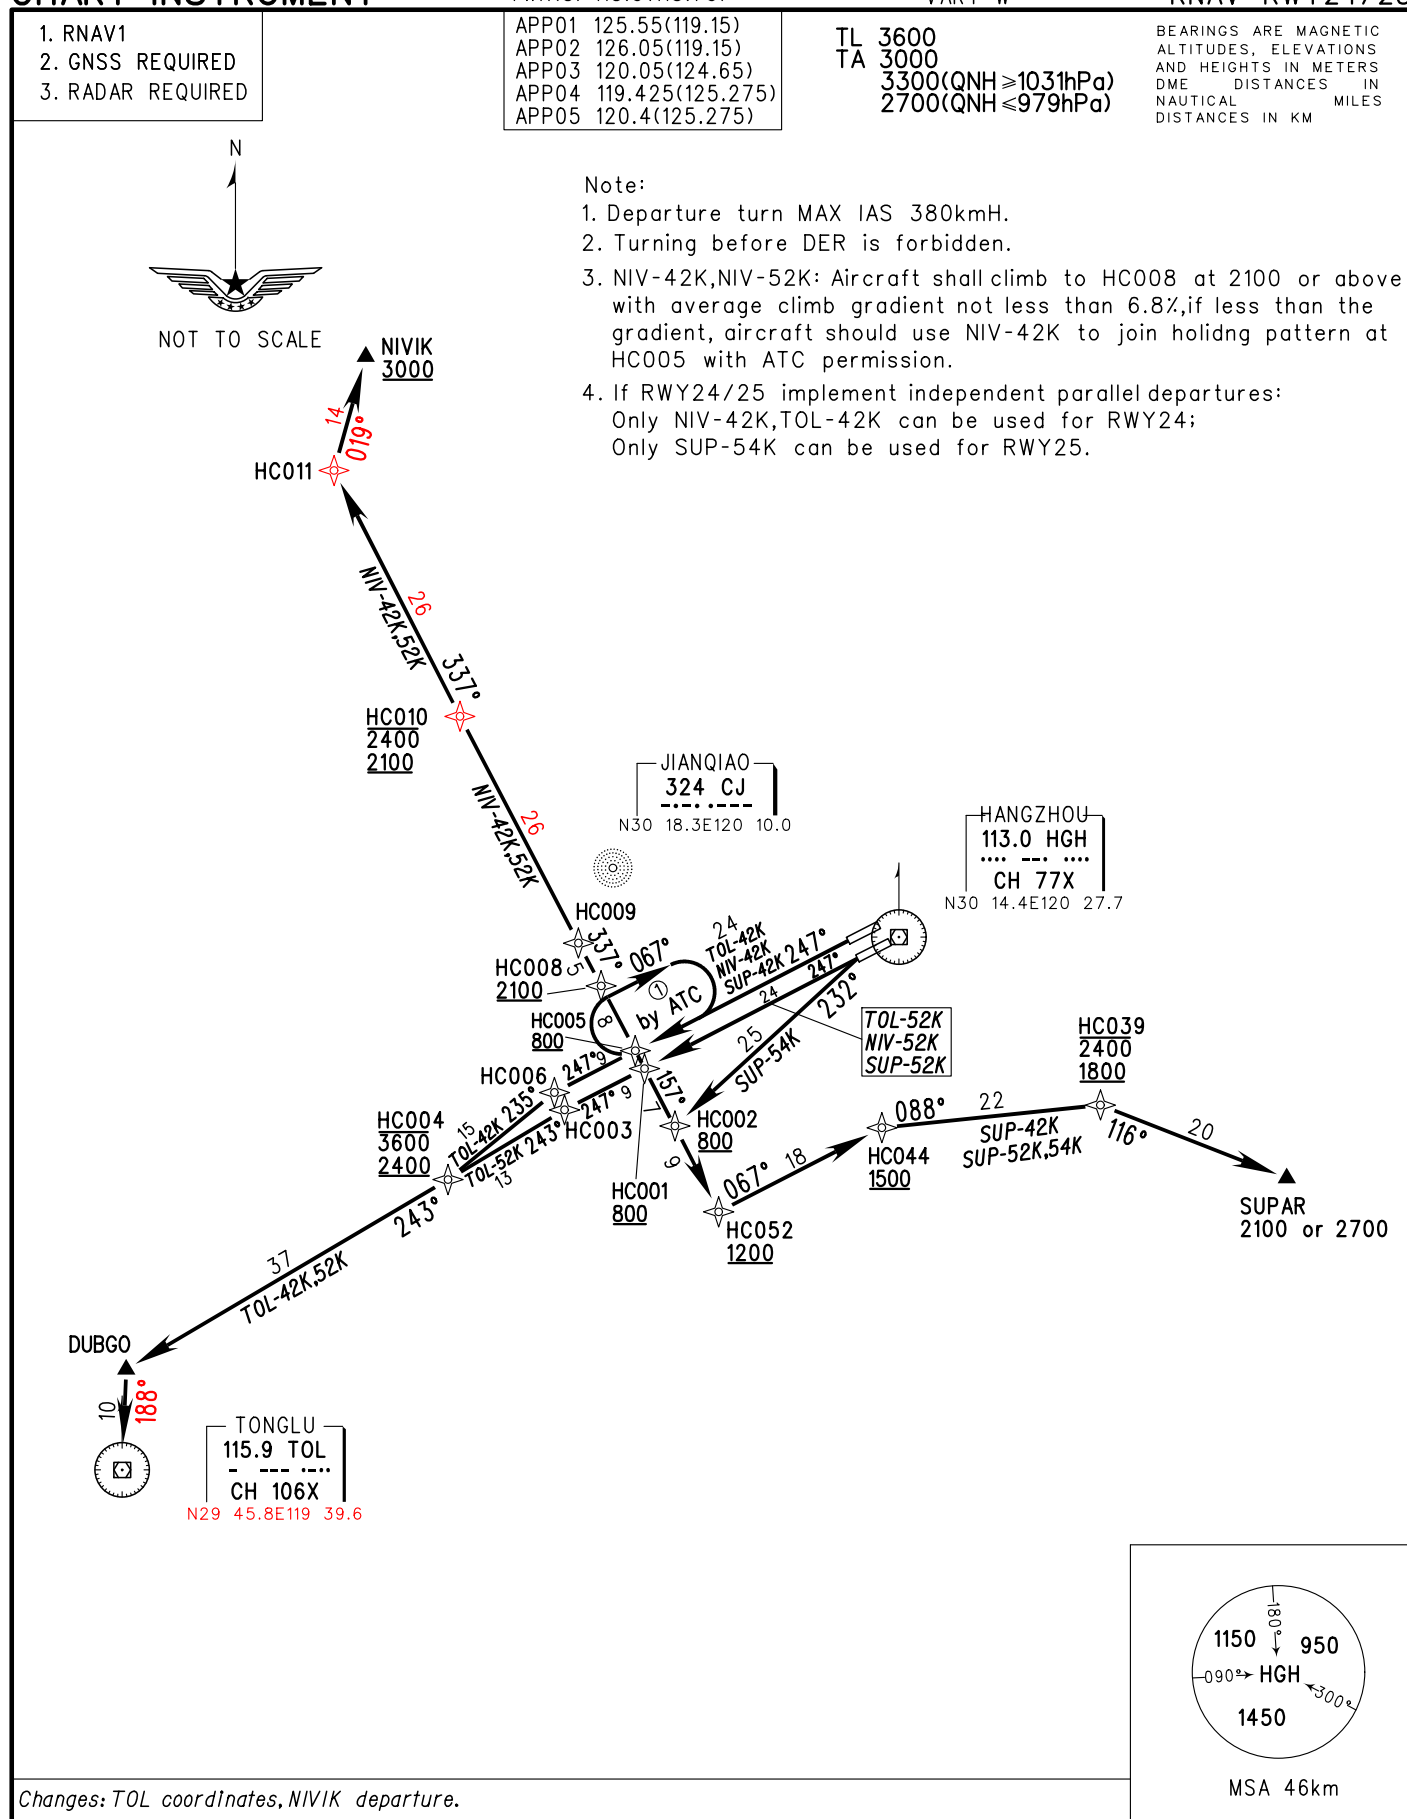 1. RNAV1
2. GNSS REQUIRED
3. RADAR REQUIRED
APP01 125.55(119.15)
APP02 126.05(119.15)
APP03 120.05(124.65)
APP04 119.425(125.275)
APP05 120.4(125.275)
TL 3600
TA 3000
3300(QNH≥1031hPa)
2700(QNH≤979hPa)
BEARINGS ARE MAGNETIC
ALTITUDES, ELEVATIONS
AND HEIGHTS IN METERS
DME DISTANCES IN
NAUTICAL MILES
DISTANCES IN KM
N
NOT TO SCALE
Note:
1. Departure turn MAX IAS 380kmH.
2. Turning before DER is forbidden.
3. NIV-42K,NIV-52K: Aircraft shall climb to HC008 at 2100 or above
with average climb gradient not less than 6.8%,if less than the
gradient, aircraft should use NIV-42K to join holidng pattern at
HC005 with ATC permission.
4. If RWY24/25 implement independent parallel departures:
Only NIV-42K,TOL-42K can be used for RWY24;
Only SUP-54K can be used for RWY25.
NIVIK
3000
14
019°
HC011
NIV-42K,52K
26
337°
HC010
2400
2100
NIV-42K,52K
26
JIANQIAO
324 CJ
N30 18.3E120 10.0
HANGZHOU
113.0 HGH
CH 77X
N30 14.4E120 27.7
HC009
337°
5
HC008
2100
067°
24
TOL-42K
NIV-42K
SUP-42K
247°
247°
24
232°
1
by ATC
8
HC005
800
25
SUP-54K
TOL-52K
NIV-52K
SUP-52K
HC039
2400
1800
HC006
247°
9
247°
9
157°
7
HC003
HC002
800
HC004
3600
2400
15
TOL-42K
235°
TOL-52K
243°
13
088°
22
SUP-42K
SUP-52K,54K
116°
20
HC044
1500
HC001
800
9
067°
18
HC052
1200
SUPAR
2100 or 2700
243°
37
TOL-42K,52K
DUBGO
10
188°
TONGLU
115.9 TOL
CH 106X
N29 45.8E119 39.6
180°
1150
950
090°
HGH
300°
1450
MSA 46km
Changes: TOL coordinates, NIVIK departure.